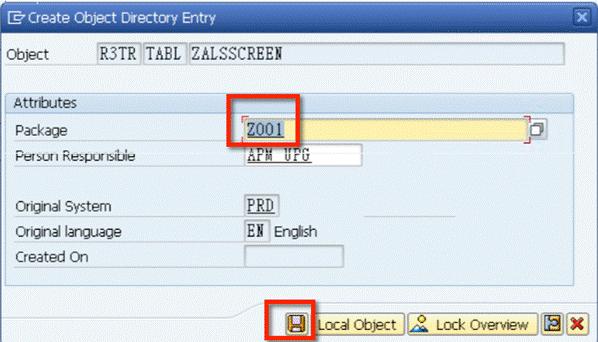 Create Object Directory Entry
Object R3TR TABL ZALSSCREEN
Attributes
Package Z001
Person Responsible APM_UPG
Original System PRD
Original language EN English
Created On
Local Object Lock Overview